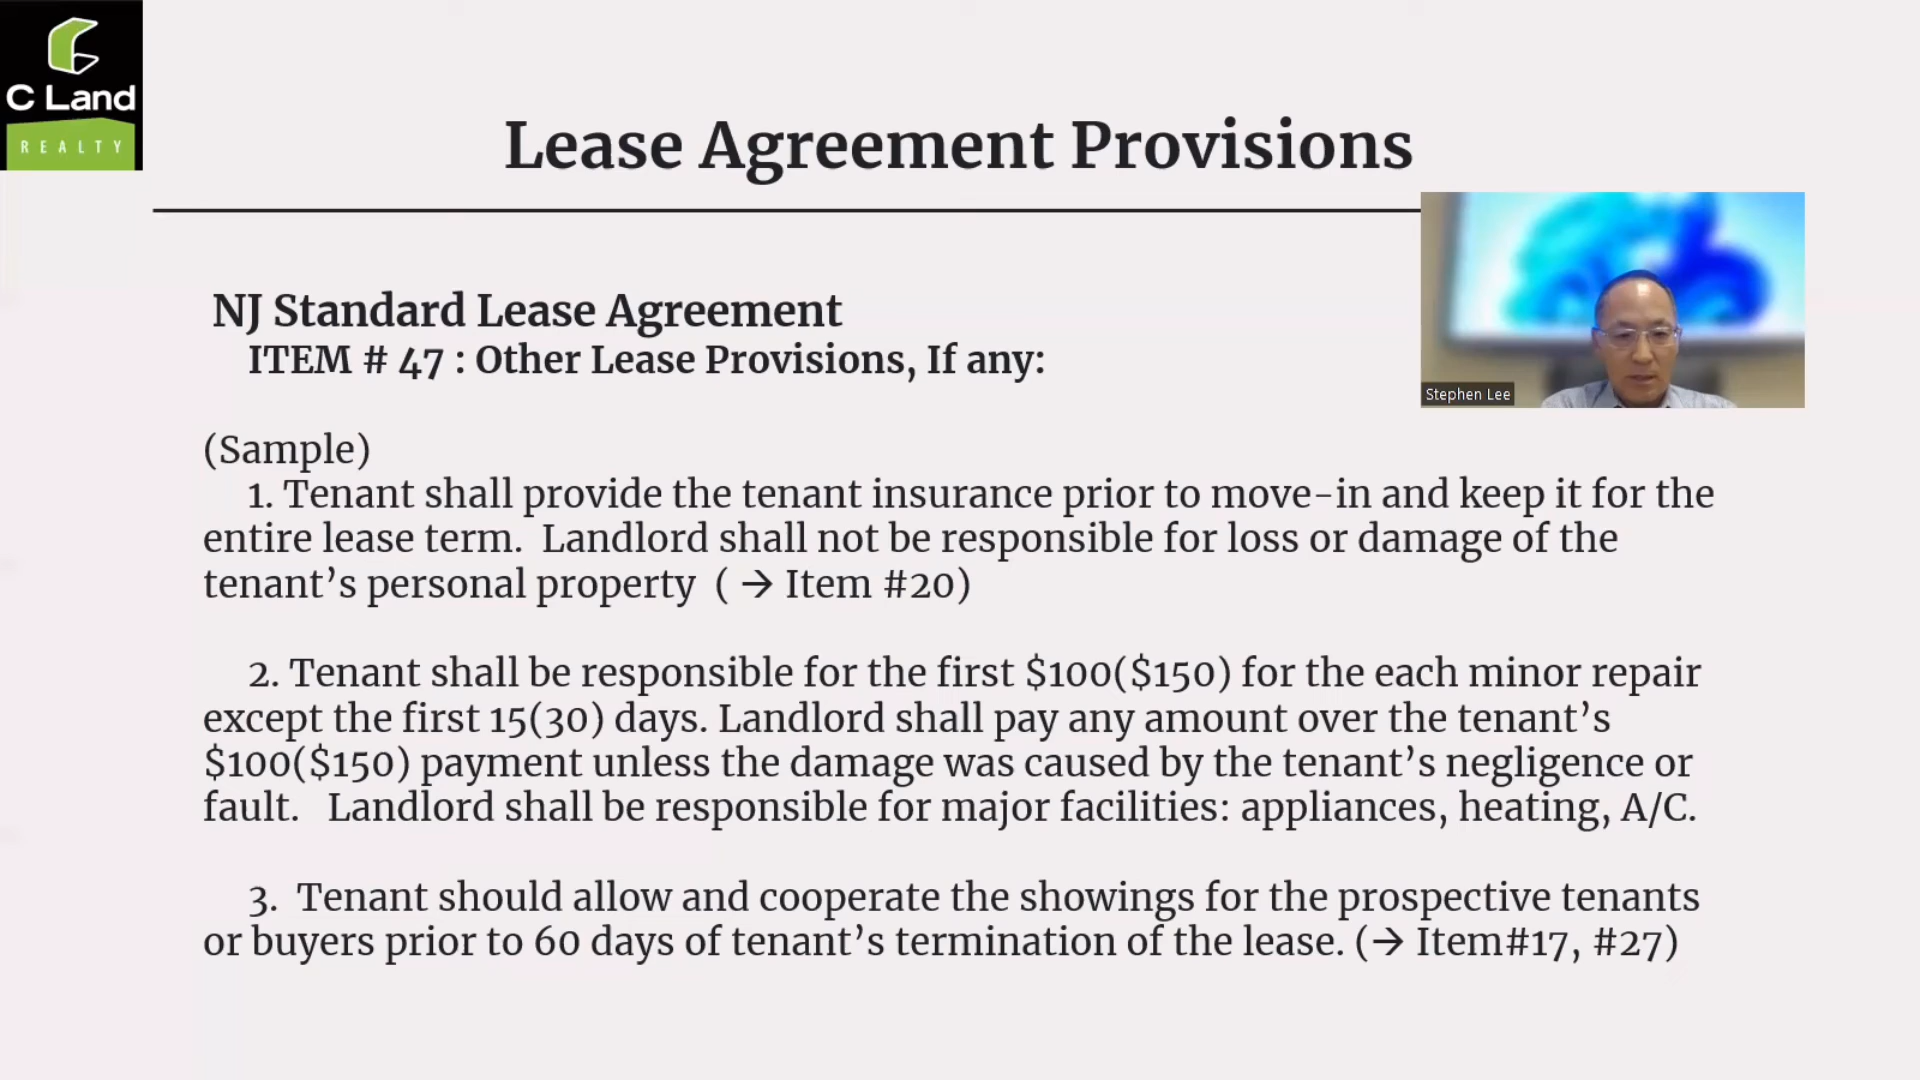 C Land
REALTY
Lease Agreement Provisions
NJ Standard Lease Agreement
ITEM # 47 : Other Lease Provisions, If any:
Stephen Lee
(Sample)
1. Tenant shall provide the tenant insurance prior to move-in and keep it for the
entire lease term.  Landlord shall not be responsible for loss or damage of the
tenant’s personal property  ( → Item #20)
2. Tenant shall be responsible for the first $100($150) for the each minor repair
except the first 15(30) days. Landlord shall pay any amount over the tenant’s
$100($150) payment unless the damage was caused by the tenant’s negligence or
fault.   Landlord shall be responsible for major facilities: appliances, heating, A/C.
3.  Tenant should allow and cooperate the showings for the prospective tenants
or buyers prior to 60 days of tenant’s termination of the lease. (→ Item#17, #27)